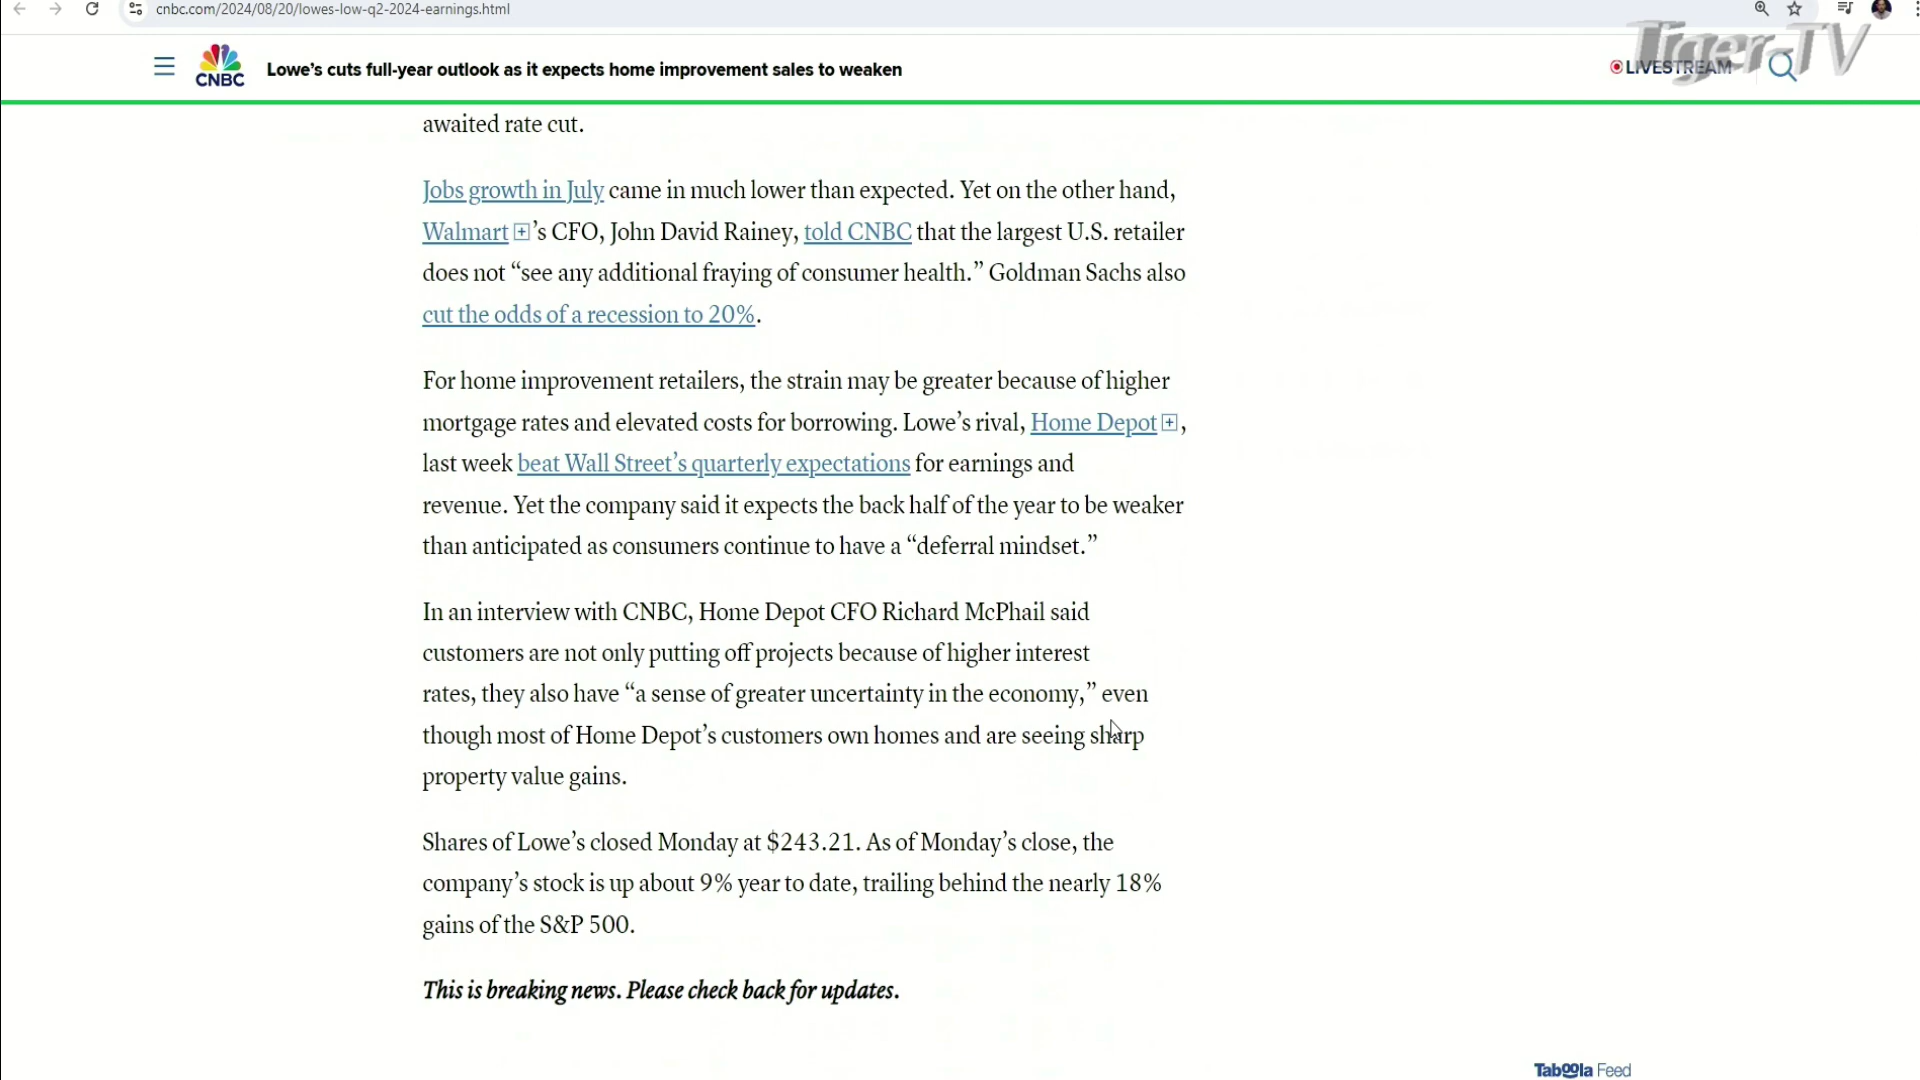 cnbc.com/2024/08/20/lowes-low-q2-2024-earnings.html
TigerTV
CNBC
Lowe’s cuts full-year outlook as it expects home improvement sales to weaken
LIVESTREAM
awaited rate cut.
Jobs growth in July came in much lower than expected. Yet on the other hand,
Walmart’s CFO, John David Rainey, told CNBC that the largest U.S. retailer
does not “see any additional fraying of consumer health.” Goldman Sachs also
cut the odds of a recession to 20%.
For home improvement retailers, the strain may be greater because of higher
mortgage rates and elevated costs for borrowing. Lowe’s rival, Home Depot,
last week beat Wall Street’s quarterly expectations for earnings and
revenue. Yet the company said it expects the back half of the year to be weaker
than anticipated as consumers continue to have a “deferral mindset.”
In an interview with CNBC, Home Depot CFO Richard McPhail said
customers are not only putting off projects because of higher interest
rates, they also have “a sense of greater uncertainty in the economy,” even
though most of Home Depot’s customers own homes and are seeing sharp
property value gains.
Shares of Lowe’s closed Monday at $243.21. As of Monday’s close, the
company’s stock is up about 9% year to date, trailing behind the nearly 18%
gains of the S&P 500.
This is breaking news. Please check back for updates.
Taboola Feed